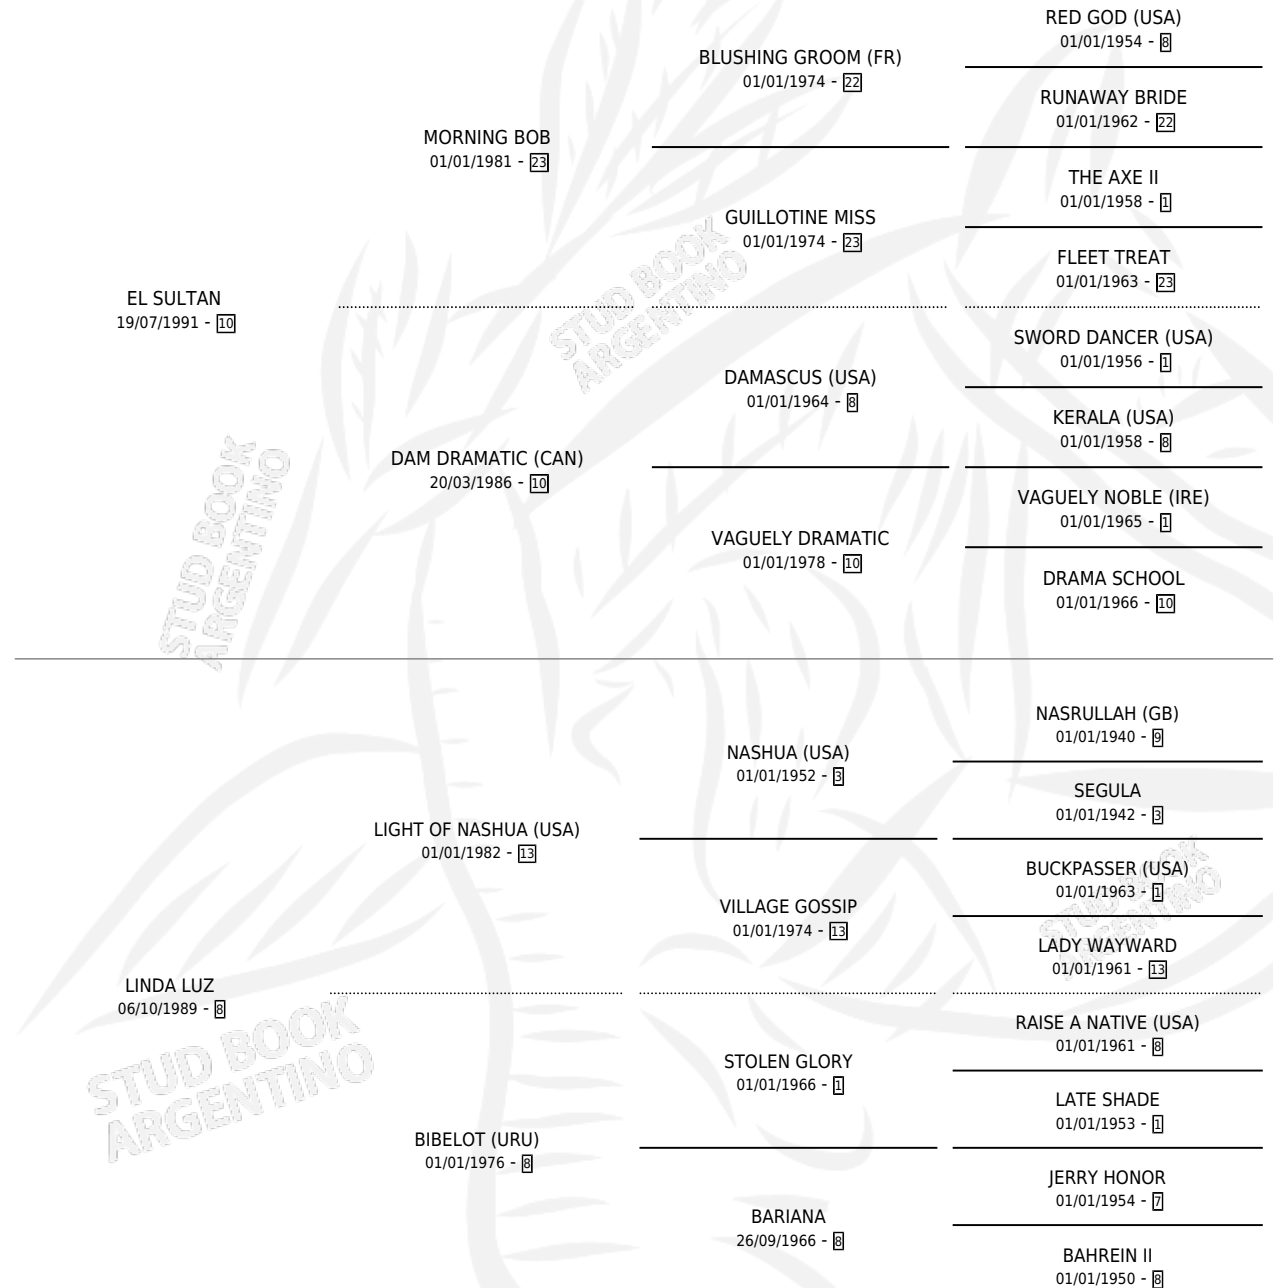 RED GOD (USA)
01/01/1954 - 8
BLUSHING GROOM (FR)
01/01/1974 - 22
RUNAWAY BRIDE
01/01/1962 - 22
MORNING BOB
01/01/1981 - 23
THE AXE II
01/01/1958 - 1
GUILLOTINE MISS
01/01/1974 - 23
FLEET TREAT
01/01/1963 - 23
EL SULTAN
19/07/1991 - 10
STUD BOOK
ARGENTINO
SWORD DANCER (USA)
01/01/1956 - 1
DAMASCUS (USA)
01/01/1964 - 8
KERALA (USA)
01/01/1958 - 8
DAM DRAMATIC (CAN)
20/03/1986 - 10
VAGUELY NOBLE (IRE)
01/01/1965 - 1
VAGUELY DRAMATIC
01/01/1978 - 10
DRAMA SCHOOL
01/01/1966 - 10
STUD BOOK
ARGENTINO
NASRULLAH (GB)
01/01/1940 - 9
NASHUA (USA)
01/01/1952 - 3
SEGULA
01/01/1942 - 3
LIGHT OF NASHUA (USA)
01/01/1982 - 13
BUCKPASSER (USA)
01/01/1963 - 1
VILLAGE GOSSIP
01/01/1974 - 13
LADY WAYWARD
01/01/1961 - 13
STUD BOOK
ARGENTINO
LINDA LUZ
06/10/1989 - 8
RAISE A NATIVE (USA)
01/01/1961 - 8
STOLEN GLORY
01/01/1966 - 1
LATE SHADE
01/01/1953 - 1
STUD BOOK
ARGENTINO
BIBELOT (URU)
01/01/1976 - 8
JERRY HONOR
01/01/1954 - 7
BARIANA
26/09/1966 - 8
BAHREIN II
01/01/1950 - 8